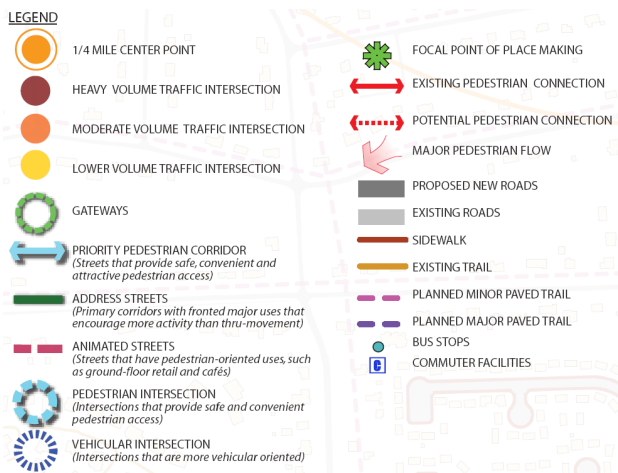 LEGEND
1/4 MILE CENTER POINT
HEAVY VOLUME TRAFFIC INTERSECTION
MODERATE VOLUME TRAFFIC INTERSECTION
LOWER VOLUME TRAFFIC INTERSECTION
GATEWAYS
PRIORITY PEDESTRIAN CORRIDOR
(Streets that provide safe, convenient and
attractive pedestrian access)
ADDRESS STREETS
(Primary corridors with fronted major uses that
encourage more activity than thru-movement)
ANIMATED STREETS
(Streets that have pedestrian-oriented uses, such
as ground-floor retail and cafés)
PEDESTRIAN INTERSECTION
(Intersections that provide safe and convenient
pedestrian access)
VEHICULAR INTERSECTION
(Intersections that are more vehicular oriented)
FOCAL POINT OF PLACE MAKING
EXISTING PEDESTRIAN CONNECTION
POTENTIAL PEDESTRIAN CONNECTION
MAJOR PEDESTRIAN FLOW
PROPOSED NEW ROADS
EXISTING ROADS
SIDEWALK
EXISTING TRAIL
PLANNED MINOR PAVED TRAIL
PLANNED MAJOR PAVED TRAIL
BUS STOPS
C COMMUTER FACILITIES